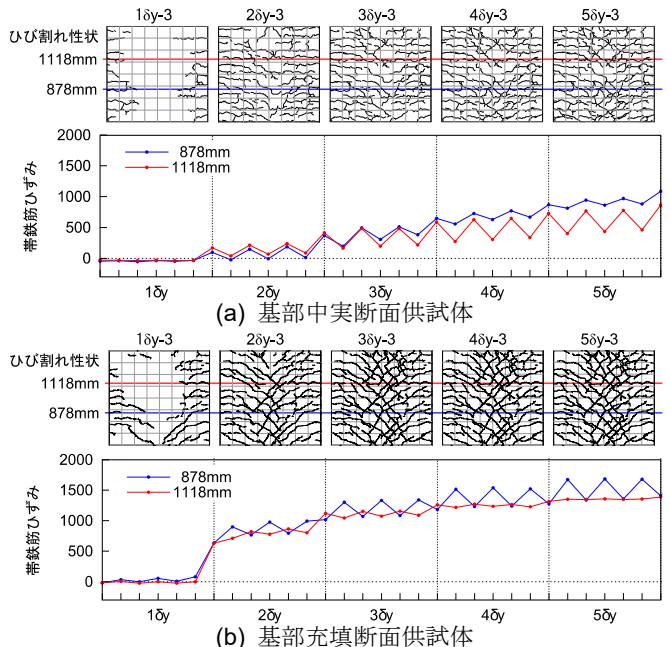 1δy-3 2δy-3 3δy-3 4δy-3 5δy-3
ひび割れ性状
1118mm
878mm
2000
1500
1000
500
0
帯鉄筋ひずみ
878mm
1118mm
1δy 2δy 3δy 4δy 5δy
(a) 基部中実断面供試体
1δy-3 2δy-3 3δy-3 4δy-3 5δy-3
ひび割れ性状
1118mm
878mm
2000
1500
1000
500
0
帯鉄筋ひずみ
878mm
1118mm
1δy 2δy 3δy 4δy 5δy
(b) 基部充填断面供試体